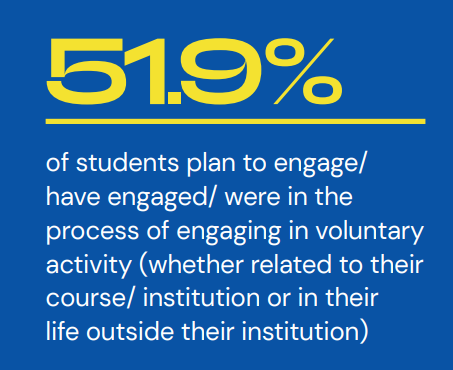 51.9%
of students plan to engage/
have engaged/ were in the
process of engaging in voluntary
activity (whether related to their
course/ institution or in their
life outside their institution)